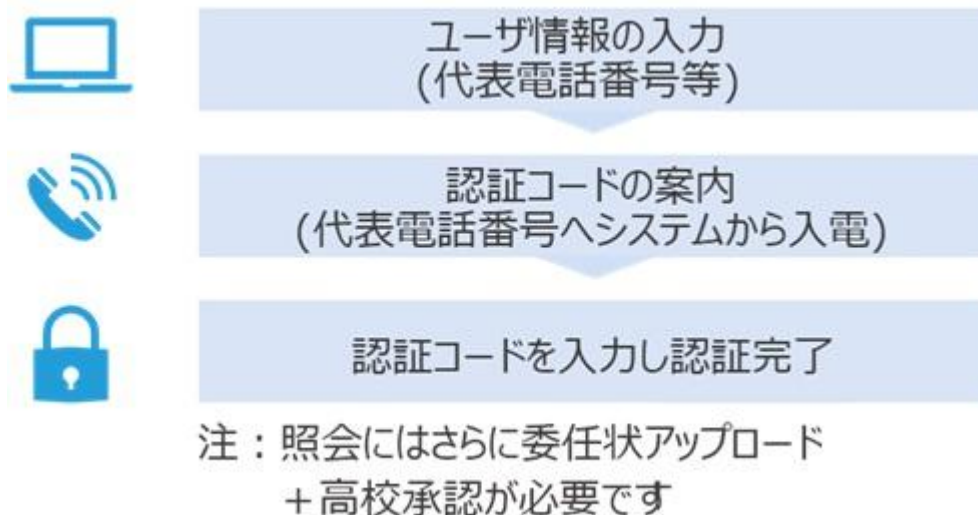 ユーザ情報の入力
(代表電話番号等)
認証コードの案内
(代表電話番号へシステムから入電)
認証コードを入力し認証完了
注：照会にはさらに委任状アップロード
＋高校承認が必要です